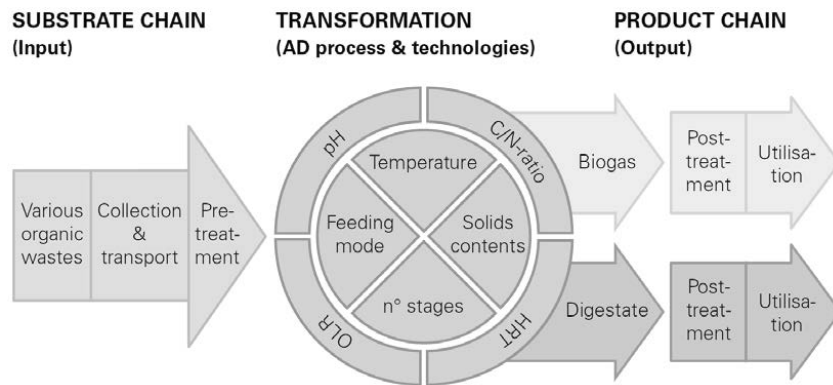 SUBSTRATE CHAIN
(Input)
TRANSFORMATION
(AD process & technologies)
PRODUCT CHAIN
(Output)
Various
organic
wastes
Collection
&
transport
Pre-
treat-
ment
pH
C/N-ratio
Temperature
Feeding
mode
Solids
contents
n° stages
OLR
HRT
Biogas
Post-
treat-
ment
Utilisa-
tion
Digestate
Post-
treat-
ment
Utilisa-
tion